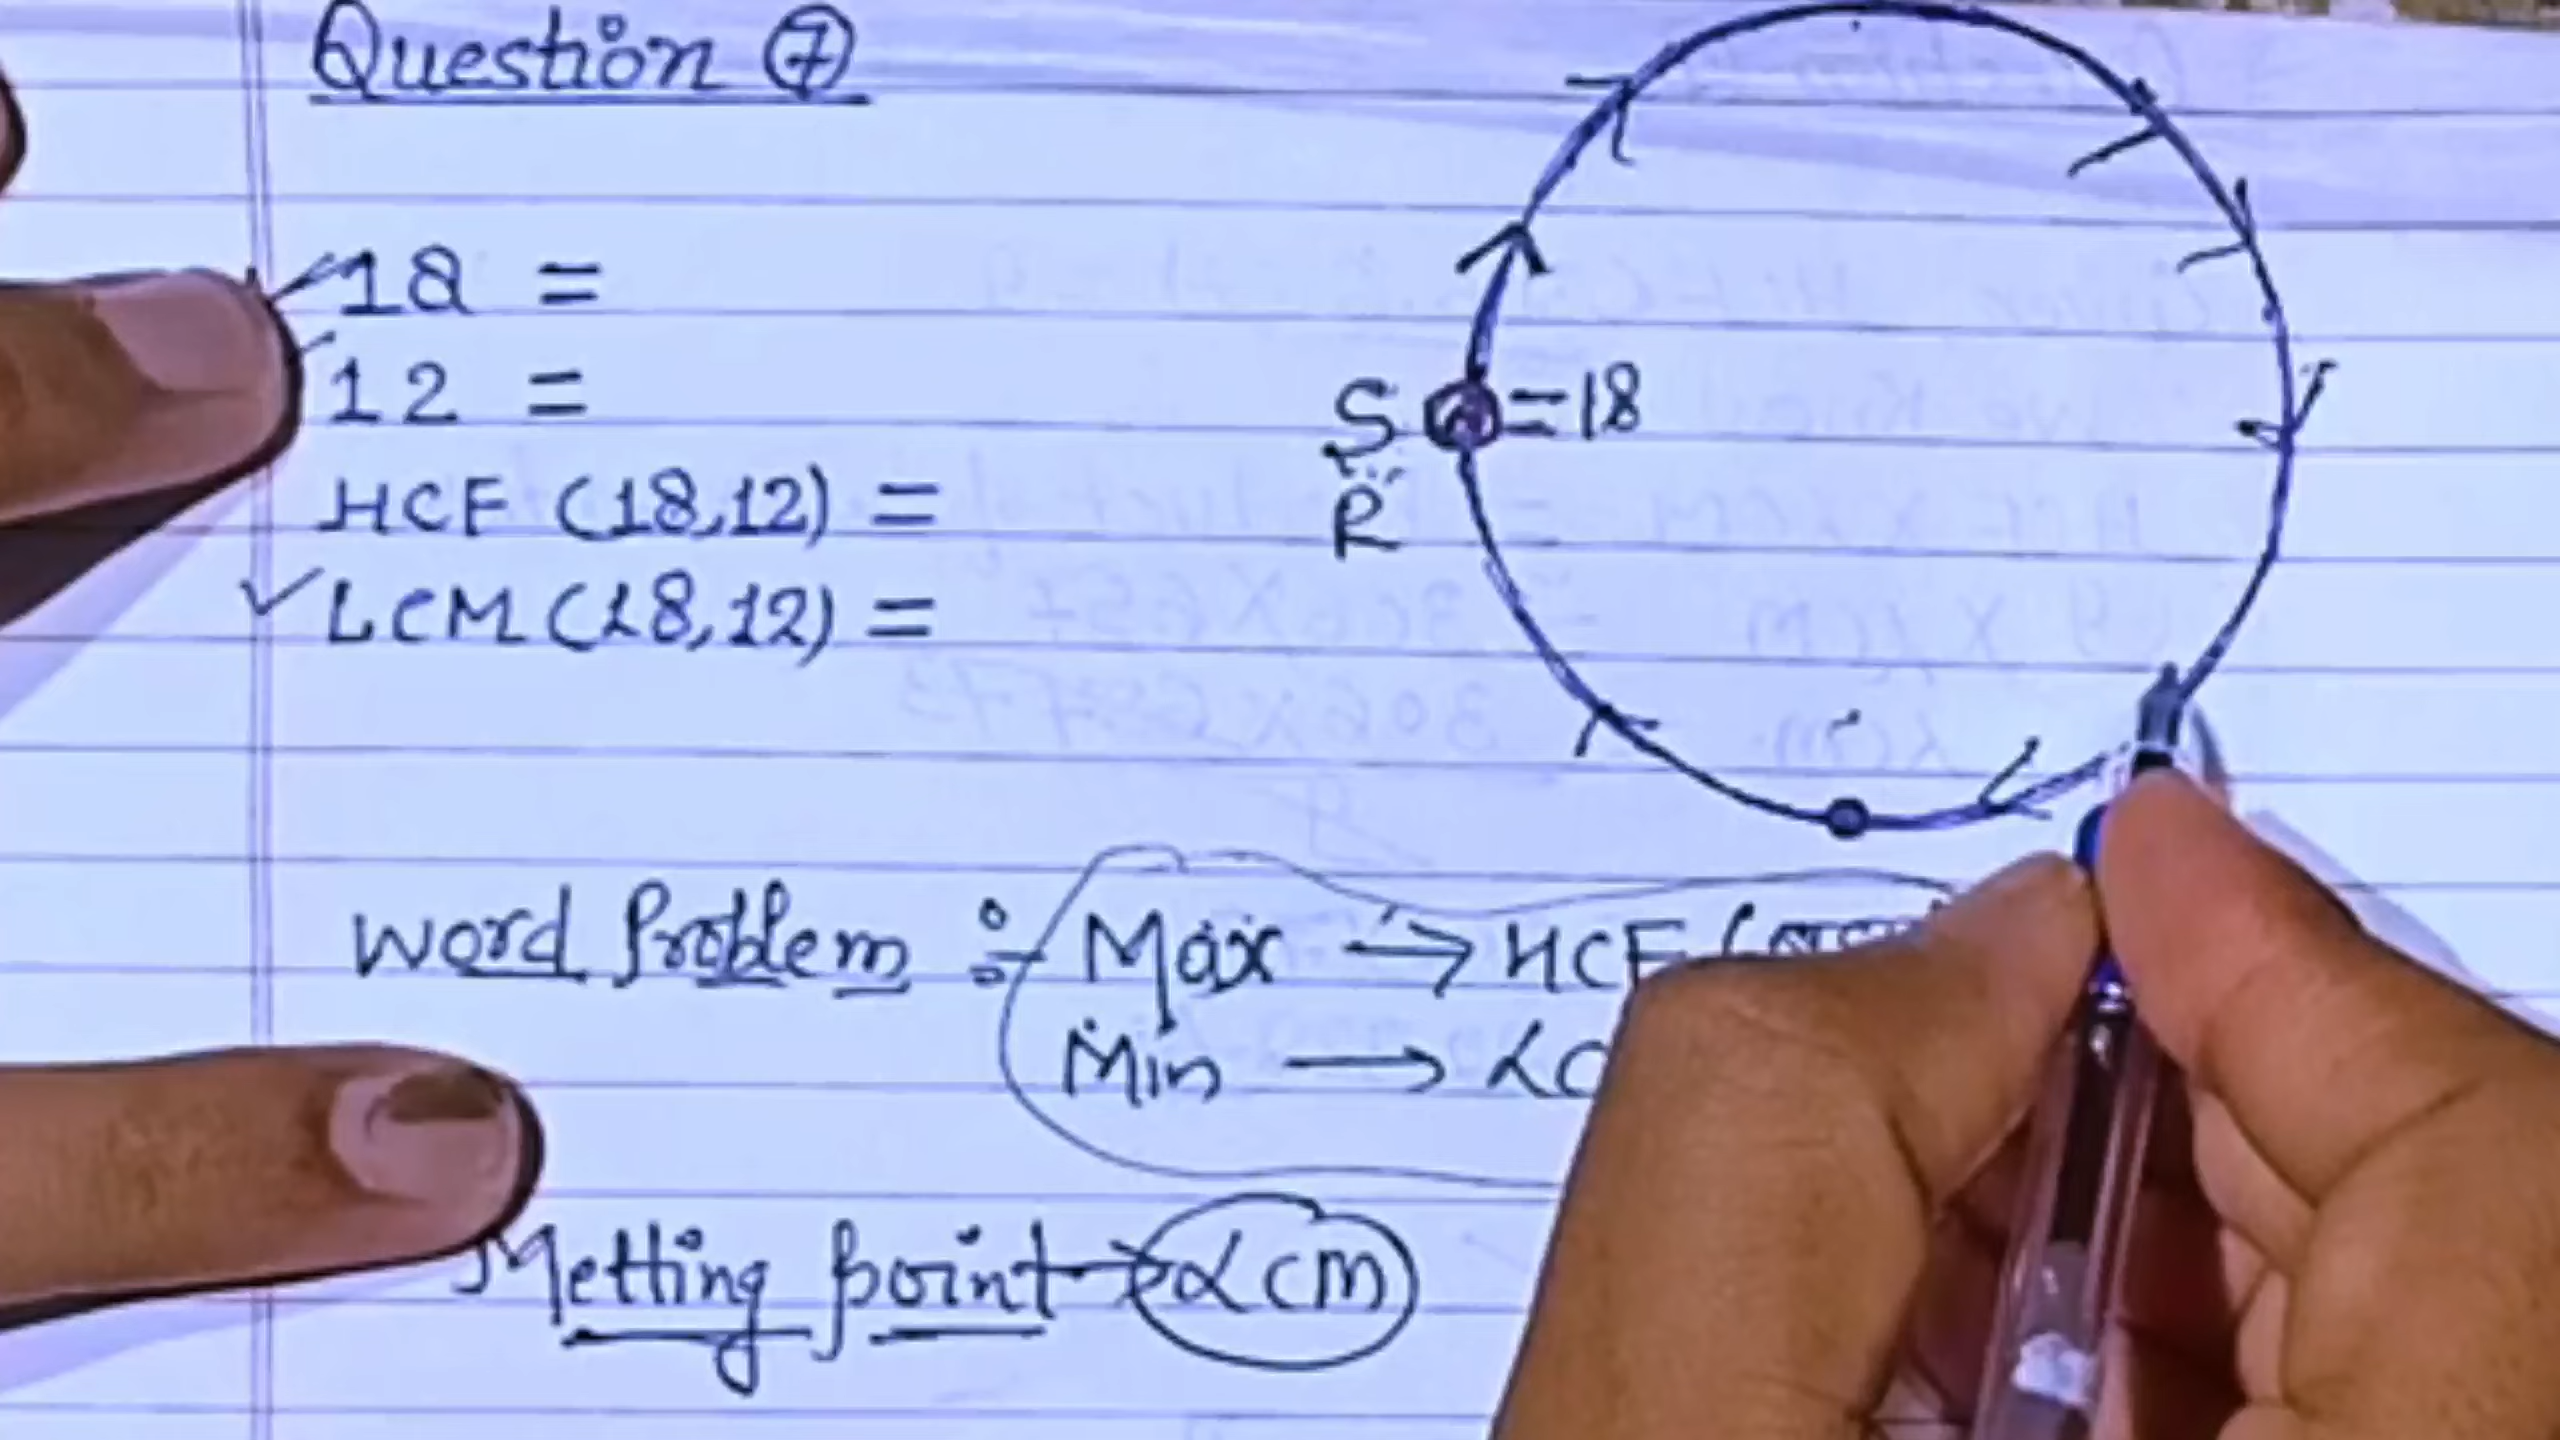 Question 7
18 =
12 =
HCF (18,12) =
LCM (18,12) =
S = 18
R
Word Problem ÷ Max → HCF
Min → LC
Metting point → LCM